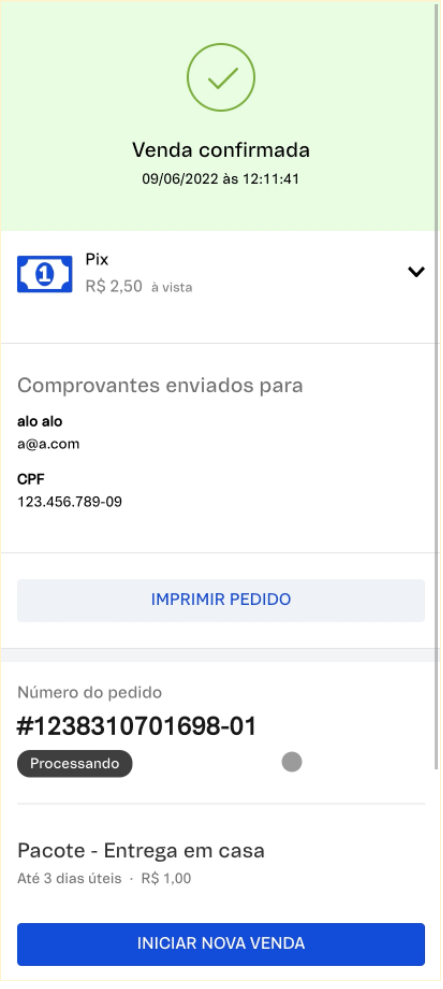 Venda confirmada
09/06/2022 às 12:11:41
1
Pix
R$ 2,50 à vista
Comprovantes enviados para
alo alo
a@a.com
CPF
123.456.789-09
IMPRIMIR PEDIDO
Número do pedido
#1238310701698-01
Processando
Pacote - Entrega em casa
Até 3 dias úteis · R$ 1,00
INICIAR NOVA VENDA